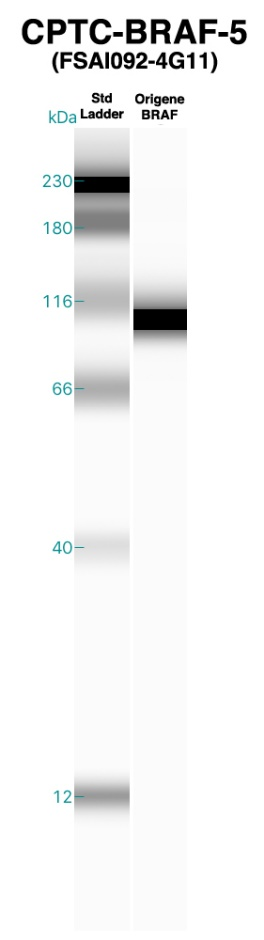 CPTC-BRAF-5
(FSAI092-4G11)
Std Ladder
Origene BRAF
kDa
230
180
116
66
40
12